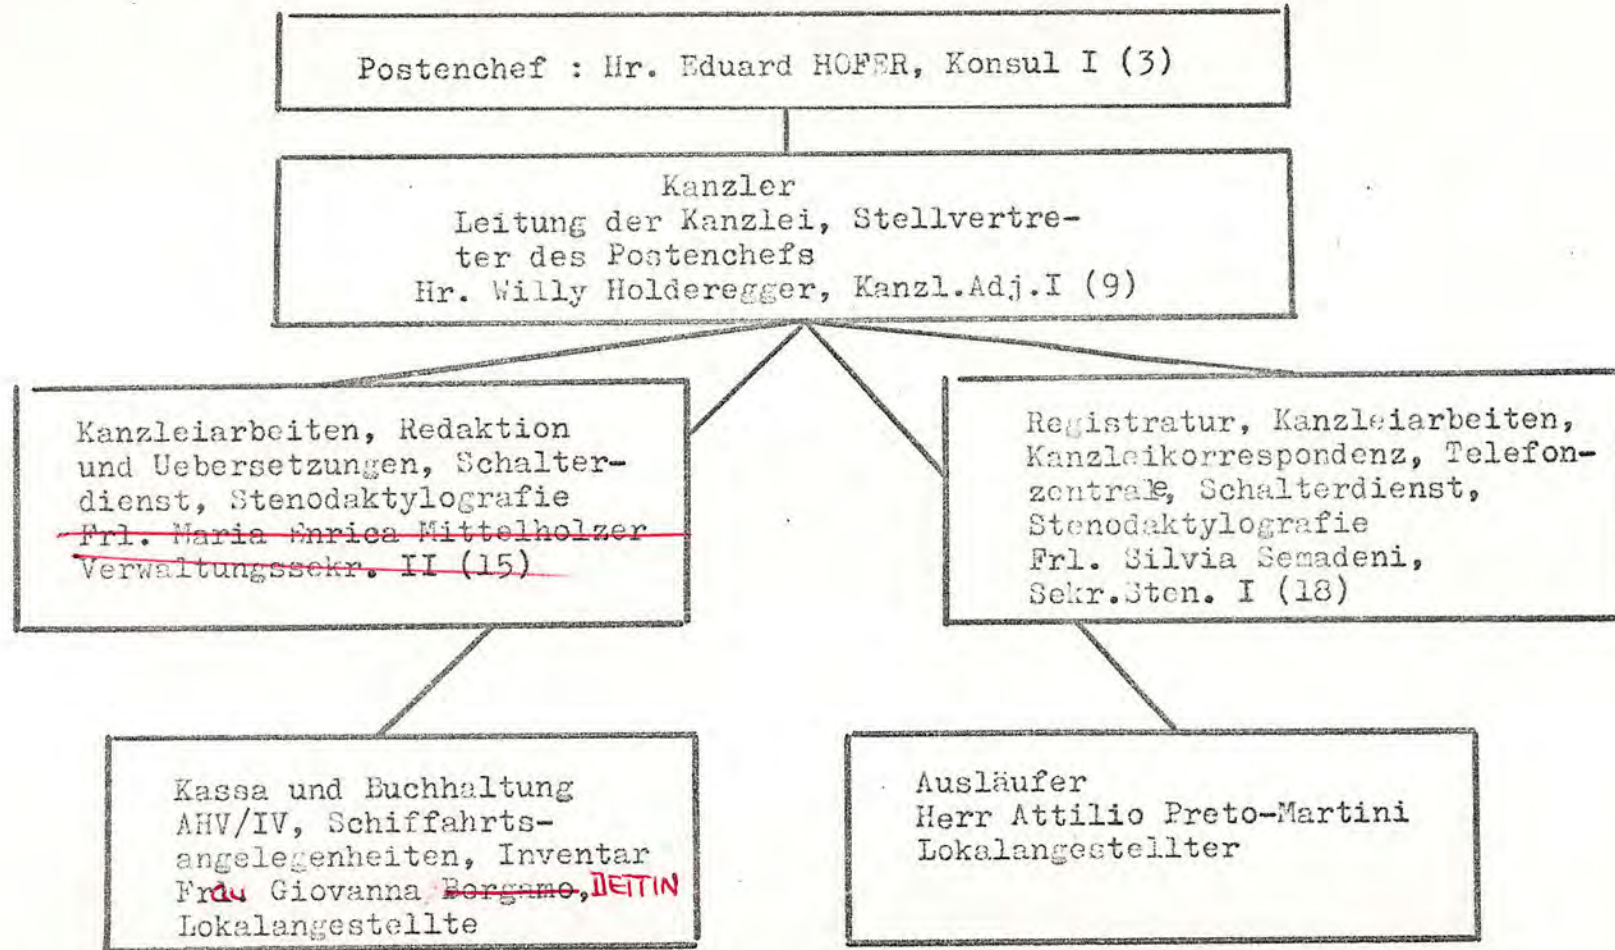 Postenchef : Hr. Eduard HOFER, Konsul I (3)
Kanzler
Leitung der Kanzlei, Stellvertre-
ter des Postenchefs
Hr. Willy Holderegger, Kanzl.Adj.I (9)
Kanzleiarbeiten, Redaktion
und Uebersetzungen, Schalter-
dienst, Stenodaktylografie
Frl. Maria Enrica Mittelholzer
Verwaltungssekr. II (15)
Registratur, Kanzleiarbeiten,
Kanzleikorrespondenz, Telefon-
zentrale, Schalterdienst,
Stenodaktylografie
Frl. Silvia Semadeni,
Sekr.Sten. I (18)
Kassa und Buchhaltung
AHV/IV, Schiffahrts-
angelegenheiten, Inventar
Frau Giovanna Borgamo, DETTIN
Lokalangestellte
Ausläufer
Herr Attilio Preto-Martini
Lokalangestellter